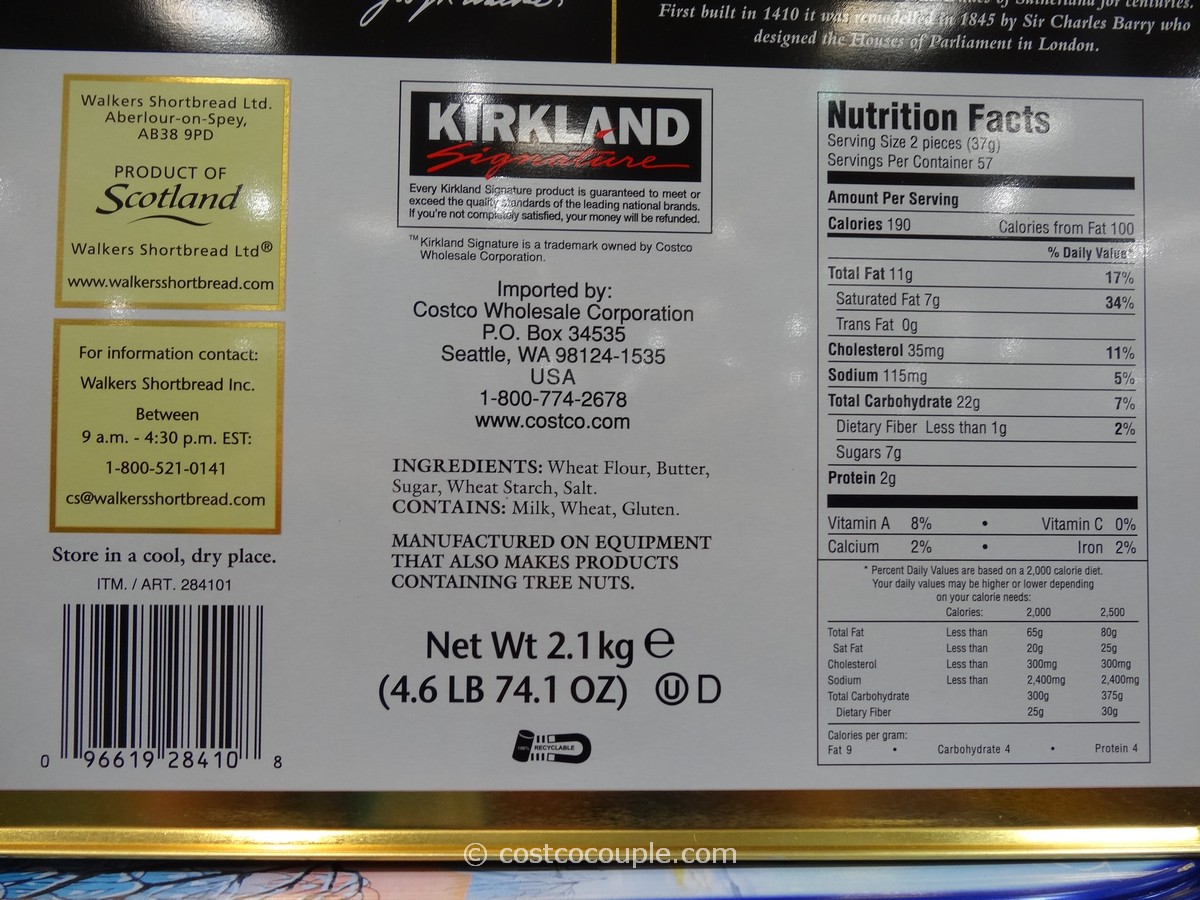 of Sutherland for centuries.
First built in 1410 it was remodelled in 1845 by Sir Charles Barry who
designed the Houses of Parliament in London.
Walkers Shortbread Ltd.
Aberlour-on-Spey,
AB38 9PD
PRODUCT OF
Scotland
Walkers Shortbread Ltd®
www.walkersshortbread.com
For information contact:
Walkers Shortbread Inc.
Between
9 a.m. - 4:30 p.m. EST:
1-800-521-0141
cs@walkersshortbread.com
Store in a cool, dry place.
ITM. / ART. 284101
0 96619 28410 8
KIRKLAND
Signature
Every Kirkland Signature product is guaranteed to meet or
exceed the quality standards of the leading national brands.
If you're not completely satisfied, your money will be refunded.
™ Kirkland Signature is a trademark owned by Costco
Wholesale Corporation.
Imported by:
Costco Wholesale Corporation
P.O. Box 34535
Seattle, WA 98124-1535
USA
1-800-774-2678
www.costco.com
INGREDIENTS: Wheat Flour, Butter,
Sugar, Wheat Starch, Salt.
CONTAINS: Milk, Wheat, Gluten.
MANUFACTURED ON EQUIPMENT
THAT ALSO MAKES PRODUCTS
CONTAINING TREE NUTS.
Net Wt 2.1kg ℮
(4.6 LB 74.1 OZ) Ⓤ D
100% RECYCLABLE
Nutrition Facts
Serving Size 2 pieces (37g)
Servings Per Container 57
Amount Per Serving
Calories 190 Calories from Fat 100
% Daily Value*
Total Fat 11g 17%
Saturated Fat 7g 34%
Trans Fat 0g
Cholesterol 35mg 11%
Sodium 115mg 5%
Total Carbohydrate 22g 7%
Dietary Fiber Less than 1g 2%
Sugars 7g
Protein 2g
Vitamin A 8% • Vitamin C 0%
Calcium 2% • Iron 2%
* Percent Daily Values are based on a 2,000 calorie diet.
Your daily values may be higher or lower depending
on your calorie needs:
Calories: 2,000 2,500
Total Fat Less than 65g 80g
Sat Fat Less than 20g 25g
Cholesterol Less than 300mg 300mg
Sodium Less than 2,400mg 2,400mg
Total Carbohydrate 300g 375g
Dietary Fiber 25g 30g
Calories per gram:
Fat 9 • Carbohydrate 4 • Protein 4
© costcocouple.com